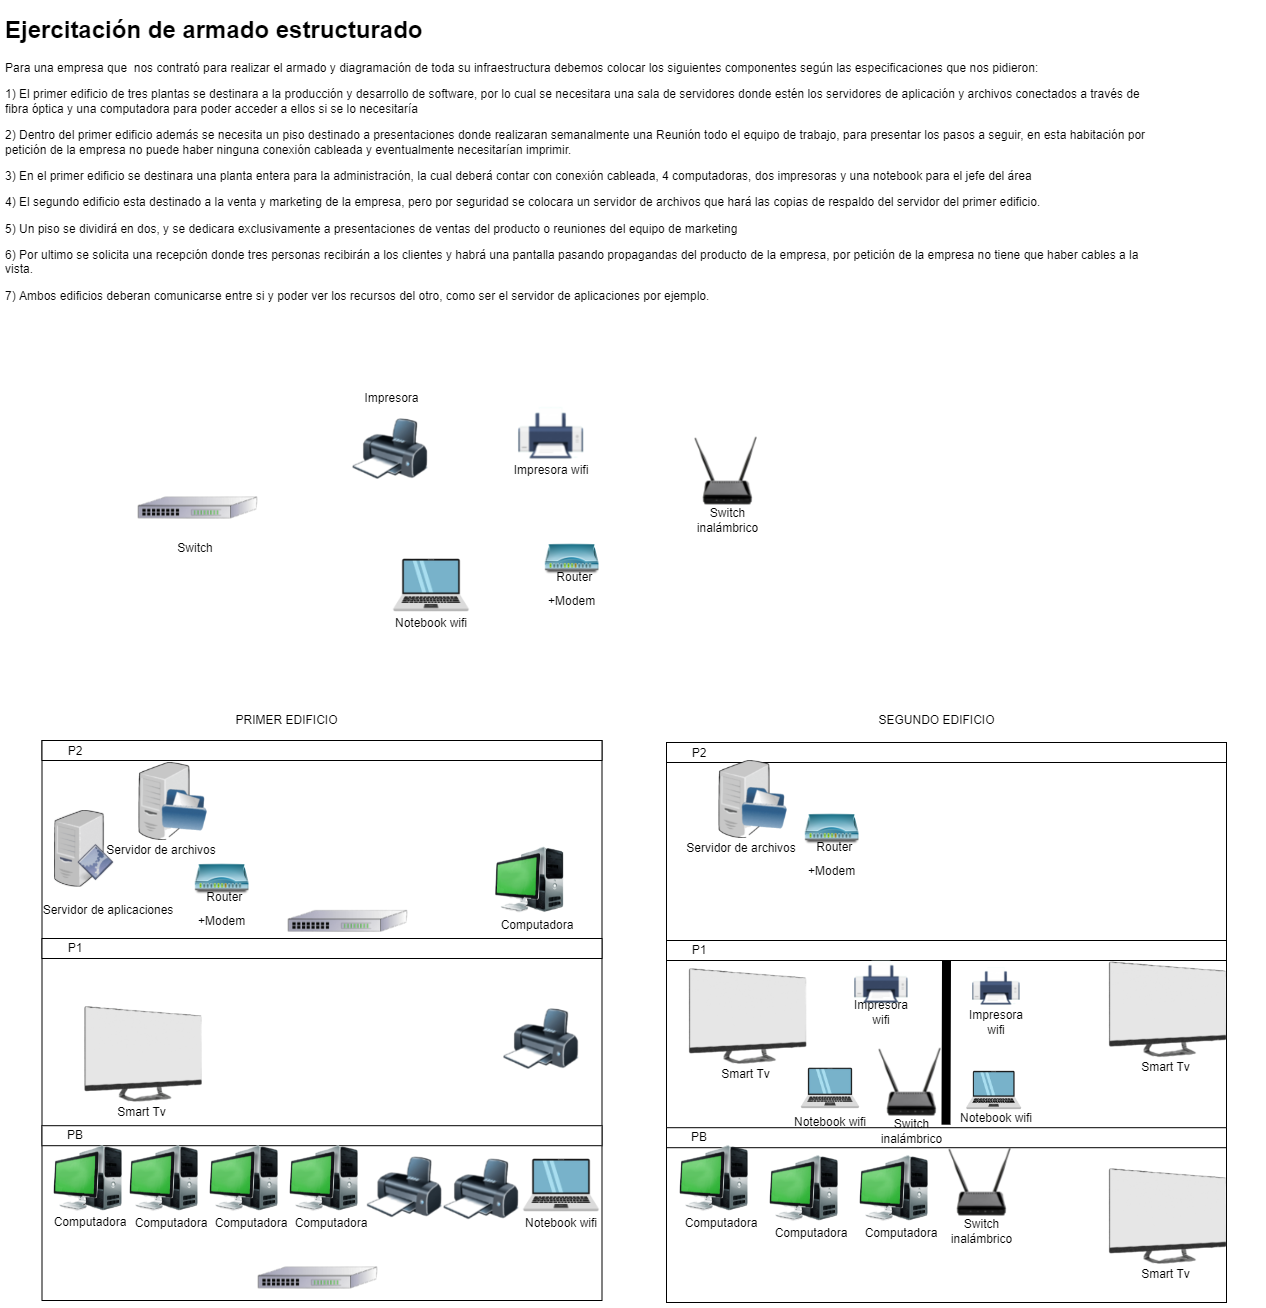 Ejercitación de armado estructurado
Para una empresa que  nos contrató para realizar el armado y diagramación de toda su infraestructura debemos colocar los siguientes componentes según las especificaciones que nos pidieron:
1) El primer edificio de tres plantas se destinara a la producción y desarrollo de software, por lo cual se necesitara una sala de servidores donde estén los servidores de aplicación y archivos conectados a través de
fibra óptica y una computadora para poder acceder a ellos si se lo necesitaría
2) Dentro del primer edificio además se necesita un piso destinado a presentaciones donde realizaran semanalmente una Reunión todo el equipo de trabajo, para presentar los pasos a seguir, en esta habitación por
petición de la empresa no puede haber ninguna conexión cableada y eventualmente necesitarían imprimir.
3) En el primer edificio se destinara una planta entera para la administración, la cual deberá contar con conexión cableada, 4 computadoras, dos impresoras y una notebook para el jefe del área
4) El segundo edificio esta destinado a la venta y marketing de la empresa, pero por seguridad se colocara un servidor de archivos que hará las copias de respaldo del servidor del primer edificio.
5) Un piso se dividirá en dos, y se dedicara exclusivamente a presentaciones de ventas del producto o reuniones del equipo de marketing
6) Por ultimo se solicita una recepción donde tres personas recibirán a los clientes y habrá una pantalla pasando propagandas del producto de la empresa, por petición de la empresa no tiene que haber cables a la
vista.
7) Ambos edificios deberan comunicarse entre si y poder ver los recursos del otro, como ser el servidor de aplicaciones por ejemplo.
Impresora
Impresora wifi
Switch
inalámbrico
Switch
Router
+Modem
Notebook wifi
PRIMER EDIFICIO
P2
Servidor de archivos
Servidor de aplicaciones
Router
+Modem
Computadora
P1
Smart Tv
PB
Computadora
Computadora
Computadora
Computadora
Notebook wifi
SEGUNDO EDIFICIO
P2
Servidor de archivos
Router
+Modem
P1
Smart Tv
Impresora
wifi
Notebook wifi
Switch
inalámbrico
Impresora
wifi
Notebook wifi
Smart Tv
PB
Computadora
Computadora
Computadora
Switch
inalámbrico
Smart Tv